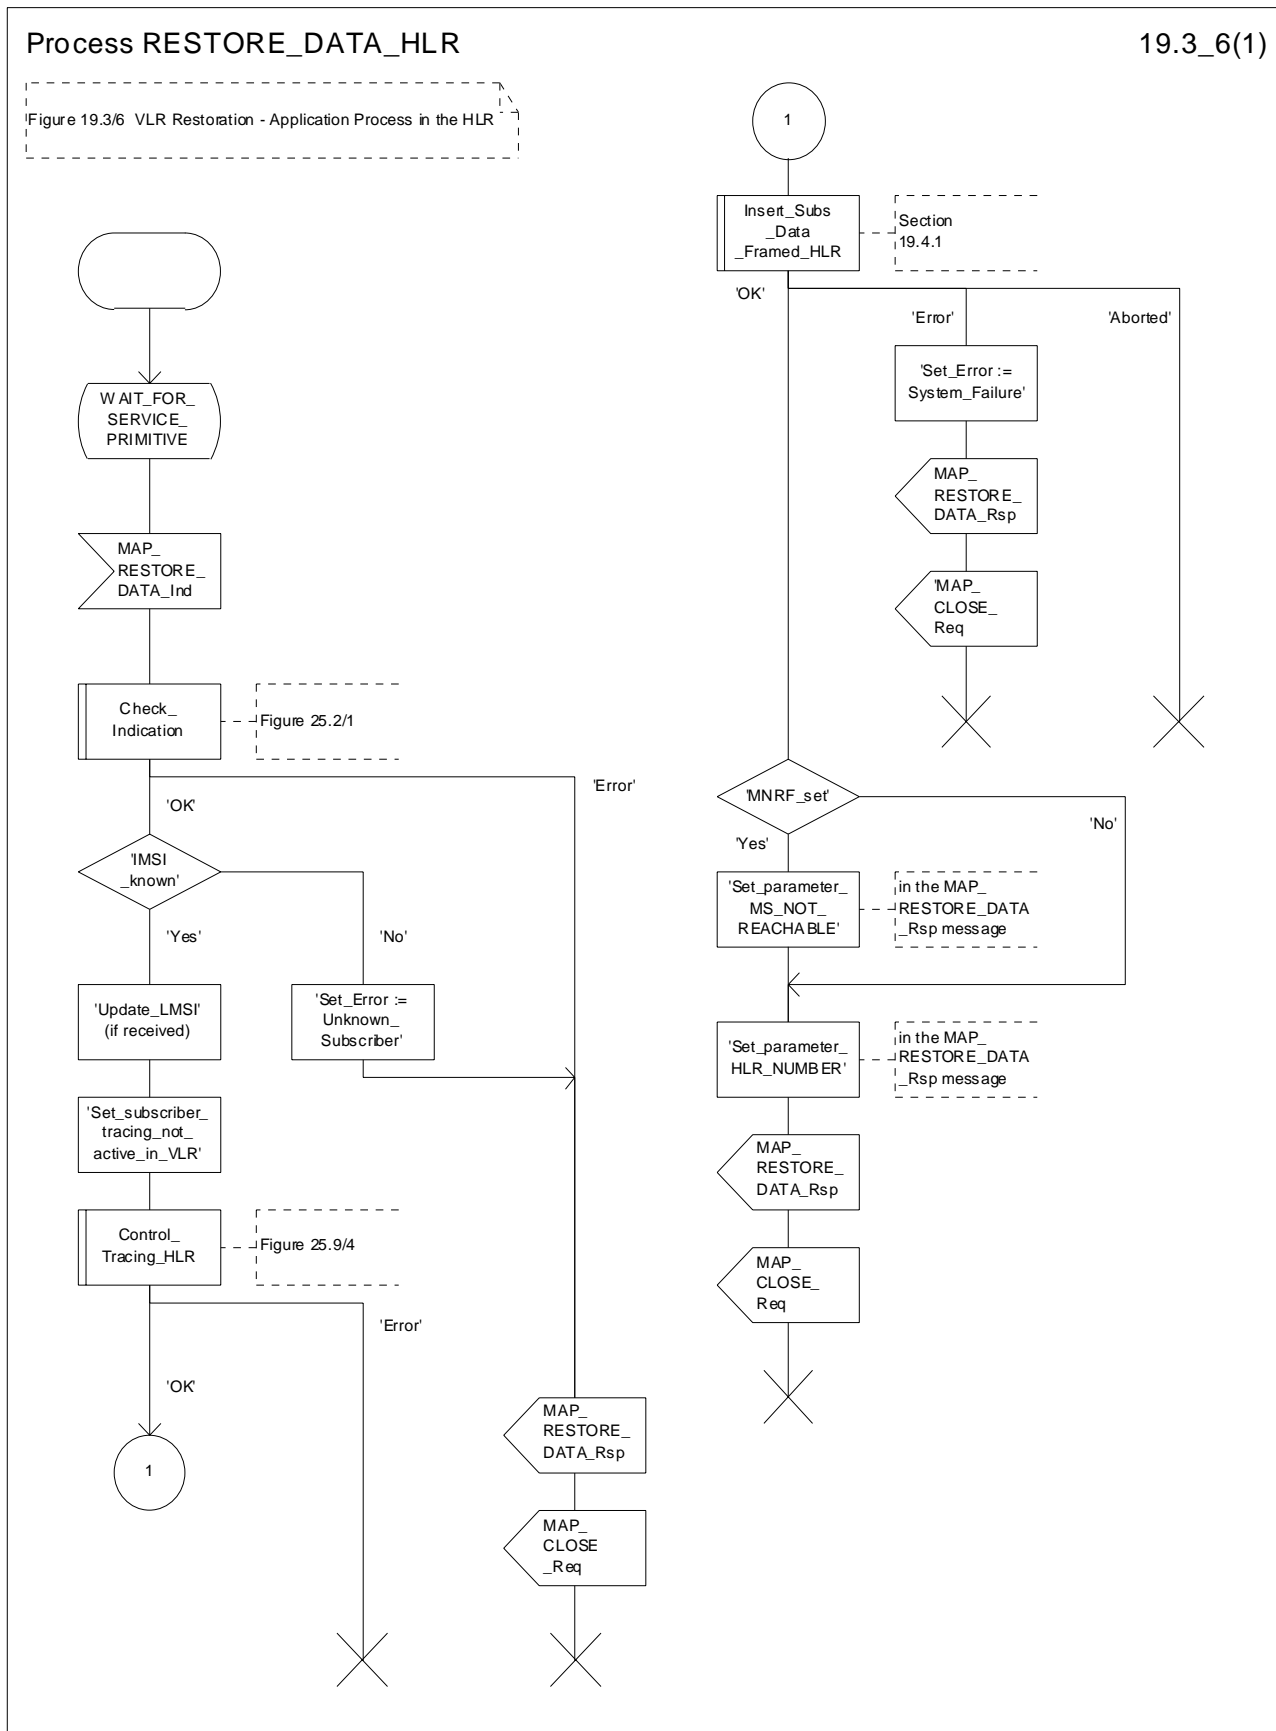 Process RESTORE_DATA_HLR
19.3_6(1)
Figure 19.3/6 VLR Restoration - Application Process in the HLR
WAIT_FOR_
SERVICE_
PRIMITIVE
MAP_
RESTORE_
DATA_Ind
Check_
Indication
Figure 25.2/1
'Error'
'OK'
'IMSI
_known'
'Yes'
'No'
'Update_LMSI'
(if received)
'Set_Error :=
Unknown_
Subscriber'
'Set_subscriber_
tracing_not_
active_in_VLR'
Control_
Tracing_HLR
Figure 25.9/4
'Error'
'OK'
1
MAP_
RESTORE_
DATA_Rsp
MAP_
CLOSE
_Req
1
Insert_Subs
_Data
_Framed_HLR
Section
19.4.1
'OK'
'Error'
'Aborted'
'Set_Error :=
System_Failure'
MAP_
RESTORE_
DATA_Rsp
'MAP_
CLOSE_
Req
'MNRF_set'
'No'
'Yes'
'Set_parameter_
MS_NOT_
REACHABLE'
in the MAP_
RESTORE_DATA
_Rsp message
'Set_parameter_
HLR_NUMBER'
in the MAP_
RESTORE_DATA
_Rsp message
MAP_
RESTORE_
DATA_Rsp
MAP_
CLOSE_
Req